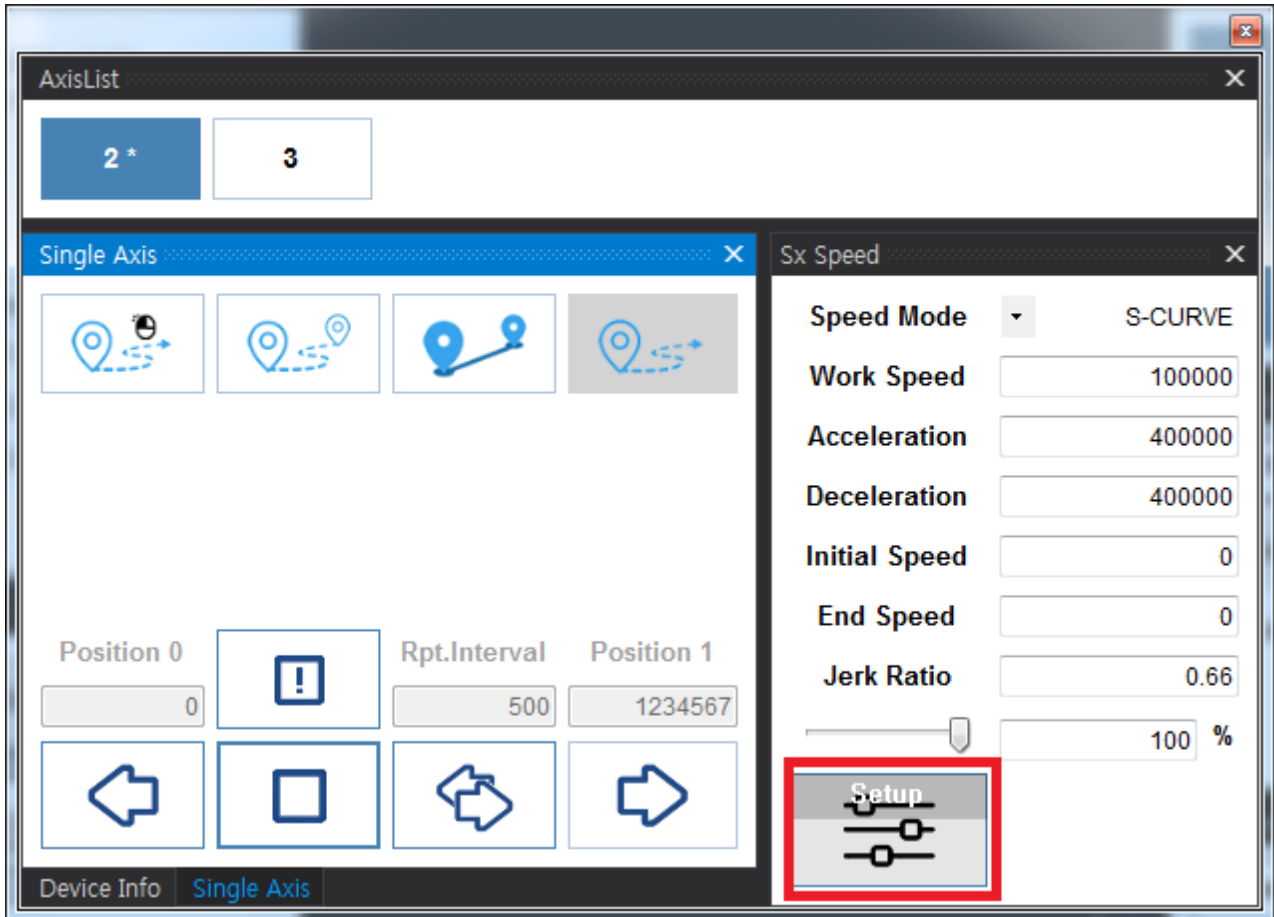 AxisList
2 *
3
Single Axis
Position 0
Rpt.Interval
Position 1
0
500
1234567
Device Info
Single Axis
Sx Speed
Speed Mode S-CURVE
Work Speed 100000
Acceleration 400000
Deceleration 400000
Initial Speed 0
End Speed 0
Jerk Ratio 0.66
100 %
Setup